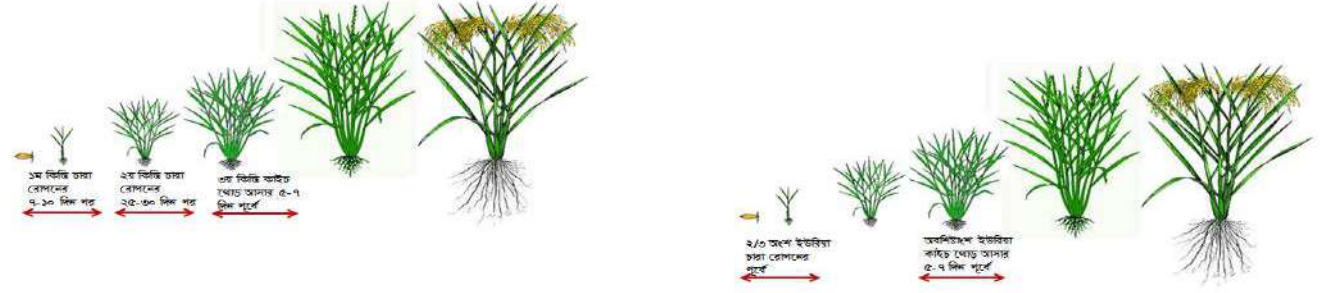 ১ম কিস্তি চারা
রোপনের
৭-১০ দিন পর
২য় কিস্তি চারা
রোপনের
২৫-৩০ দিন পর
৩য় কিস্তি কাইচ
থোড় আসার ৫-৭
দিন পূর্বে
২/৩ অংশ ইউরিয়া
চারা রোপনের
পূর্বে
অবশিষ্টাংশ ইউরিয়া
কাইচ থোড় আসার
৫-৭ দিন পূর্বে